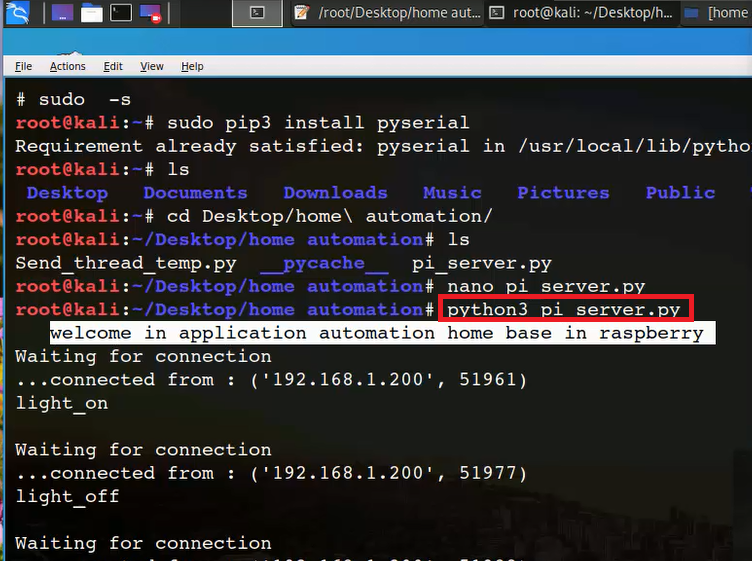 /root/Desktop/home aut...
root@kali: ~/Desktop/h...
[home
File Actions Edit View Help
# sudo  -s
root@kali:~# sudo pip3 install pyserial
Requirement already satisfied: pyserial in /usr/local/lib/pytho
root@kali:~# ls
Desktop   Documents   Downloads   Music   Pictures   Public
root@kali:~# cd Desktop/home\ automation/
root@kali:~/Desktop/home automation# ls
Send_thread_temp.py  __pycache__  pi_server.py
root@kali:~/Desktop/home automation# nano pi_server.py
root@kali:~/Desktop/home automation# python3 pi_server.py
welcome in application automation home base in raspberry
Waiting for connection
...connected from : ('192.168.1.200', 51961)
light_on
Waiting for connection
...connected from : ('192.168.1.200', 51977)
light_off
Waiting for connection